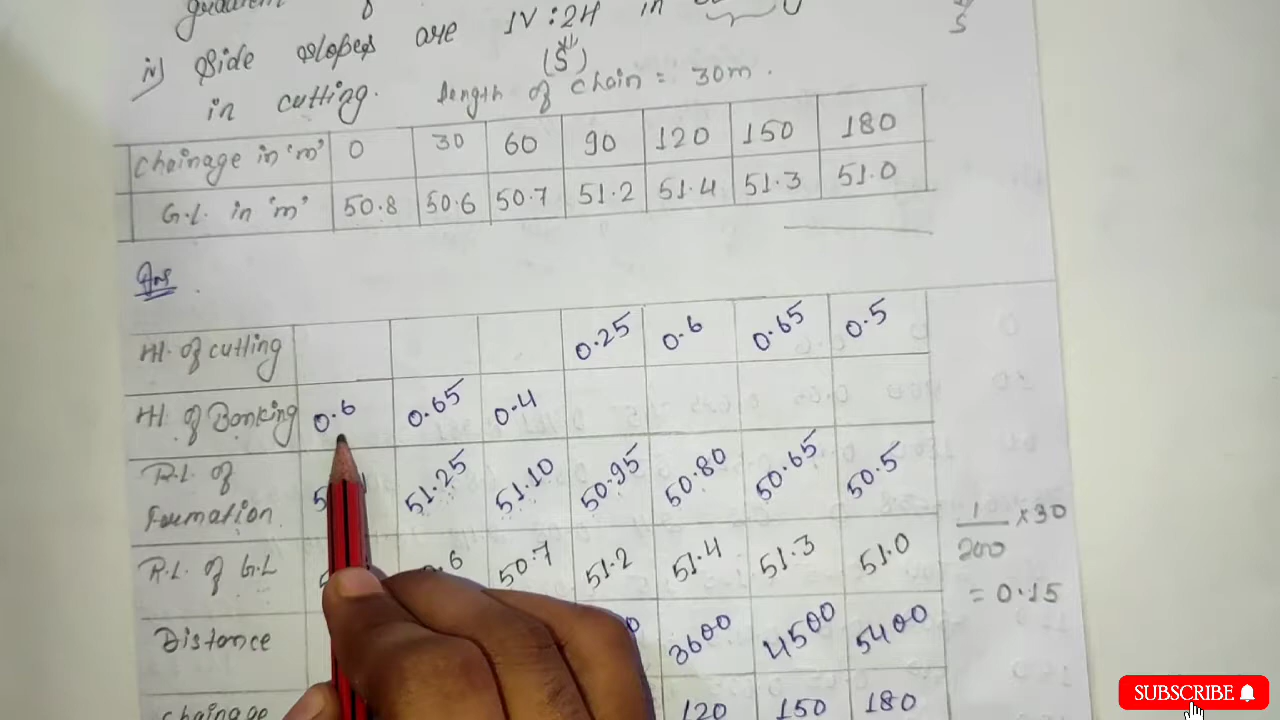 iv) Side slopes are 1V:2H in
(S)
in cutting. length of chain = 30m.
S
Chainage in 'm' 0 30 60 90 120 150 180
G.L. in 'm' 50.8 50.6 50.7 51.2 51.4 51.3 51.0
Ans.
Ht. of cutting 0.25 0.6 0.65 0.5
Ht. of Banking 0.6 0.65 0.4
R.L. of Formation 51.25 51.10 50.95 50.80 50.65 50.5
R.L. of G.L 50.7 51.2 51.4 51.3 51.0
Distance 3600 4500 5400
Chainage 120 150 180
1/200 ×30
= 0.15
SUBSCRIBE